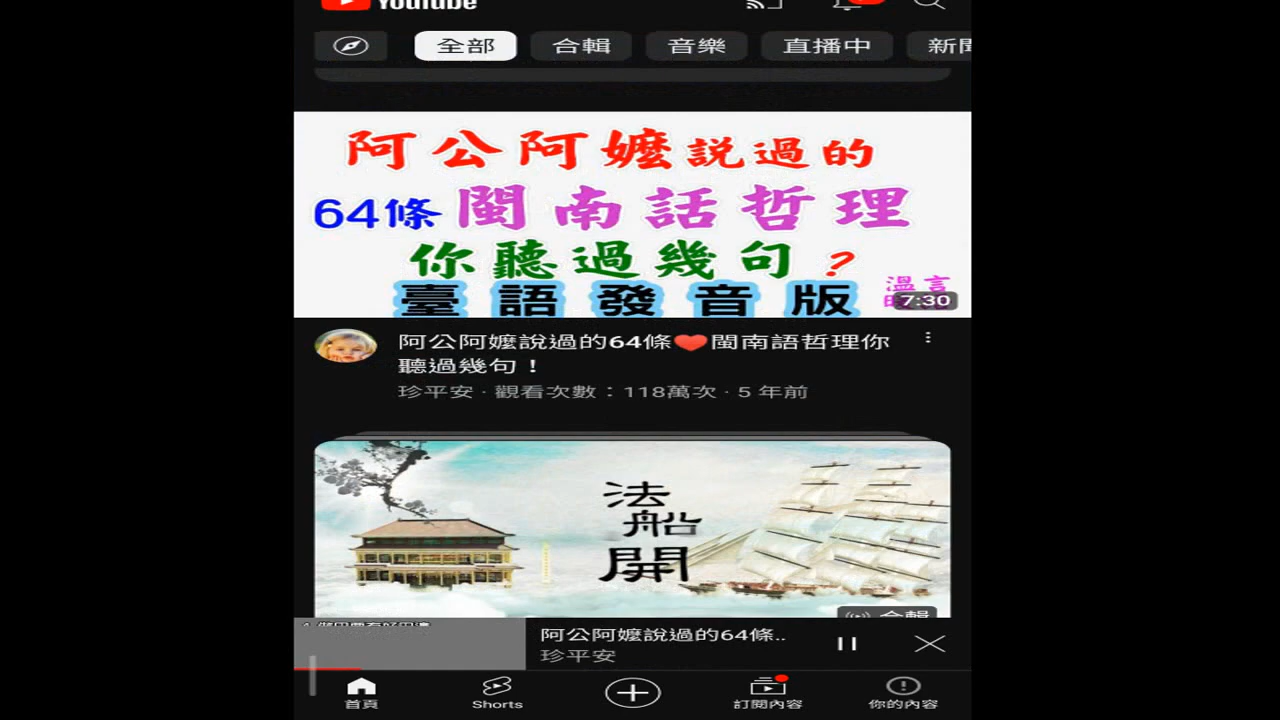 YouTube
全部 合輯 音樂 直播中 新聞
阿公阿嬤説過的
64條閩南話哲理
你聽過幾句？
臺語發音版
溫言
7:30
阿公阿嬤說過的64條❤️閩南語哲理你
聽過幾句！
珍平安 · 觀看次數：118萬次 · 5 年前
法
船
開
合輯
阿公阿嬤說過的64條..
珍平安
首頁 Shorts 訂閱內容 你的內容